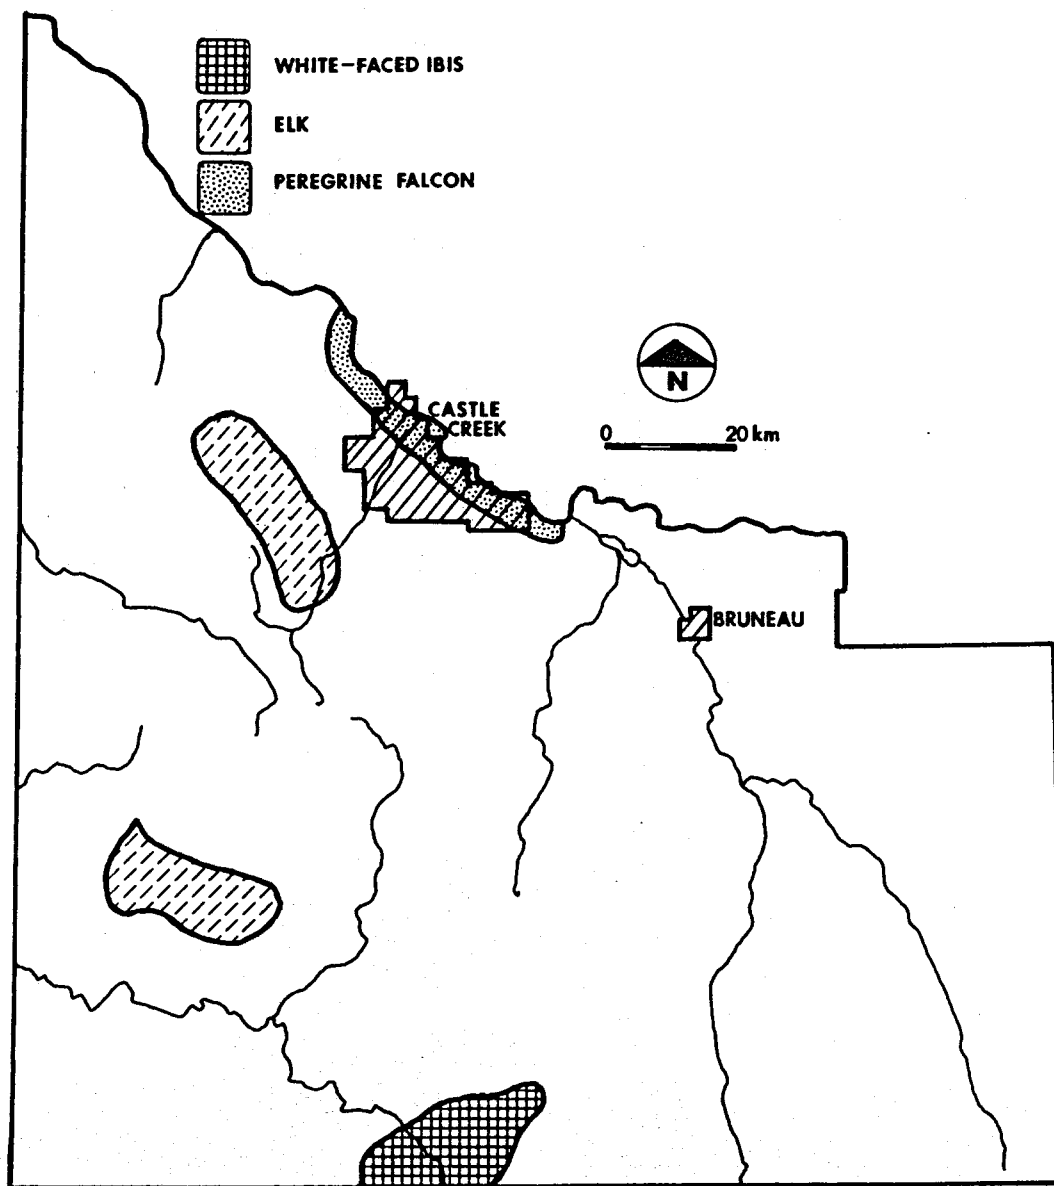 WHITE-FACED IBIS
ELK
PEREGRINE FALCON
N
0 20 km
CASTLE
CREEK
BRUNEAU